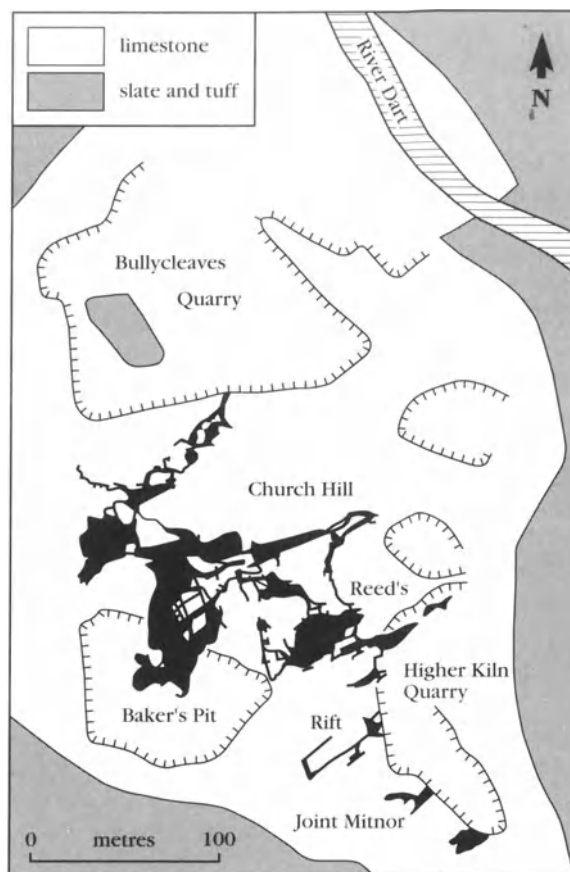 limestone
slate and tuff
River Dart
N
Bullycleaves
Quarry
Church Hill
Reed's
Higher Kiln
Quarry
Baker's Pit
Rift
Joint Mitnor
0 metres 100